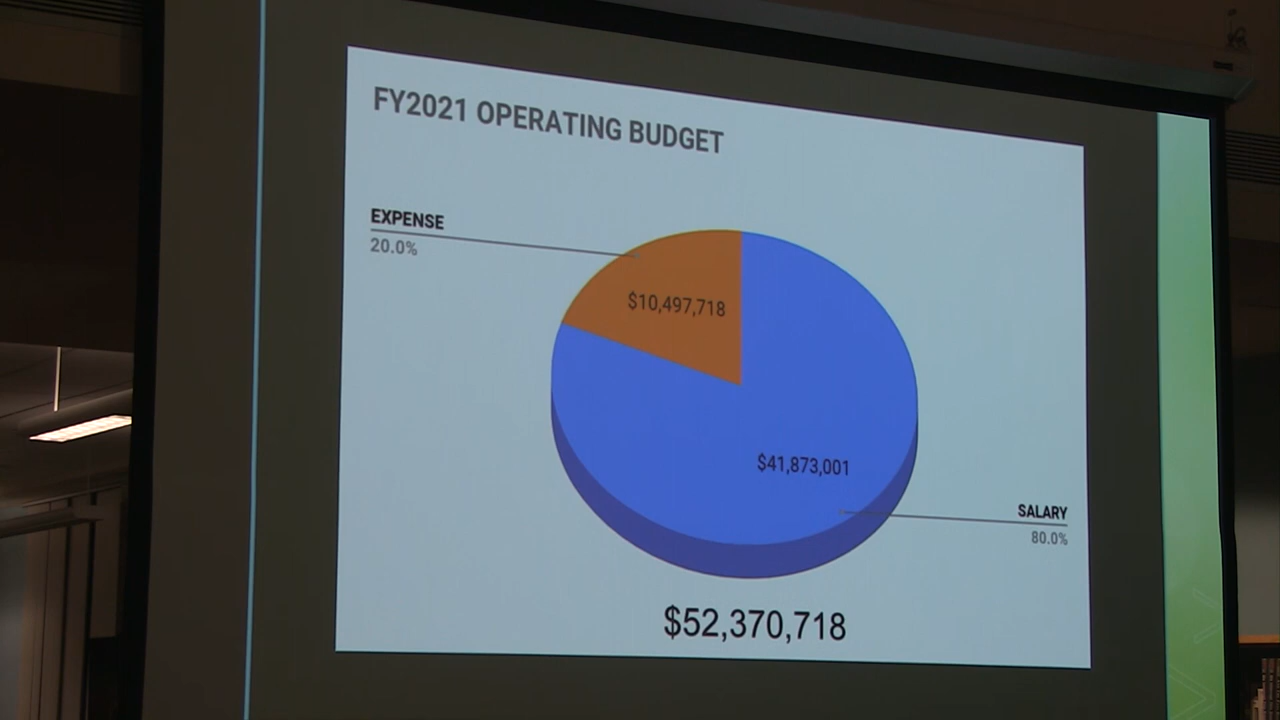 FY2021 OPERATING BUDGET
EXPENSE
20.0%
$10,497,718
$41,873,001
SALARY
80.0%
$52,370,718